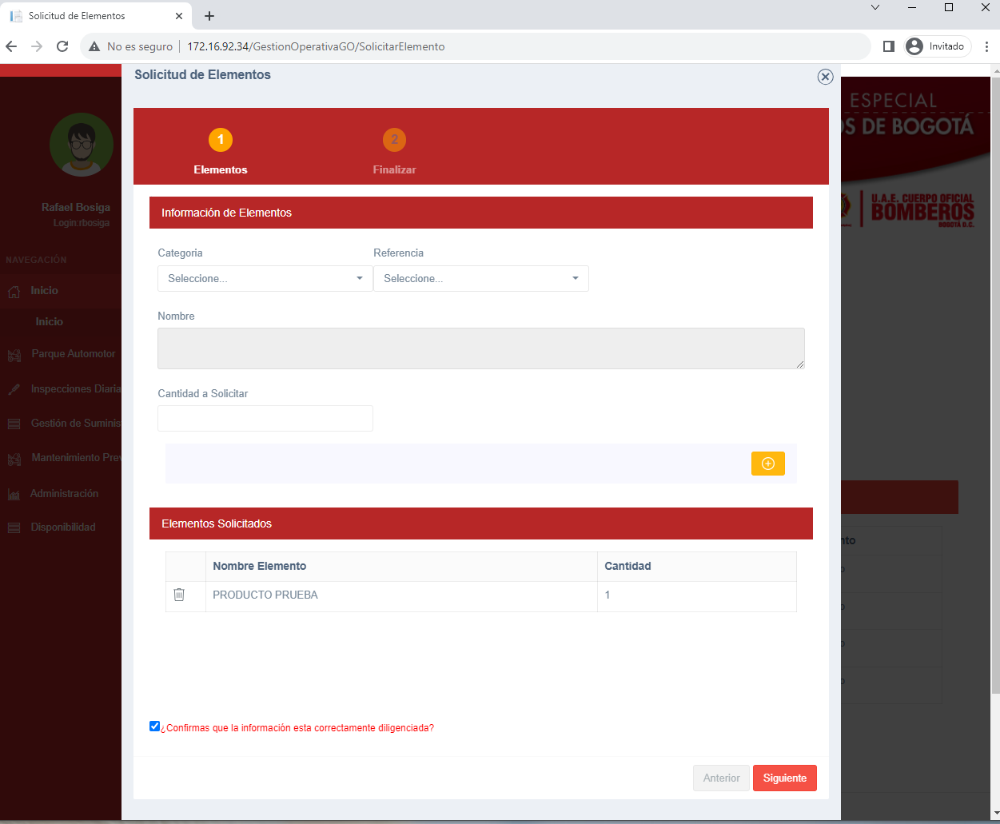 Solicitud de Elementos
No es seguro
172.16.92.34/GestionOperativaGO/SolicitarElemento
Invitado
Solicitud de Elementos
ESPECIAL
OS DE BOGOTÁ
1
2
Elementos
Finalizar
U.A.E. CUERPO OFICIAL
BOMBEROS
BOGOTÁ D.C.
Rafael Bosiga
Login:rbosiga
NAVEGACIÓN
Inicio
Inicio
Parque Automotor
Inspecciones Diaria
Gestión de Suminis
Mantenimiento Prev
Administración
Disponibilidad
Información de Elementos
Categoria
Referencia
Seleccione...
Seleccione...
Nombre
Cantidad a Solicitar
Elementos Solicitados
nto
o
o
o
o
Nombre Elemento
Cantidad
PRODUCTO PRUEBA
1
¿Confirmas que la información esta correctamente diligenciada?
Anterior
Siguiente